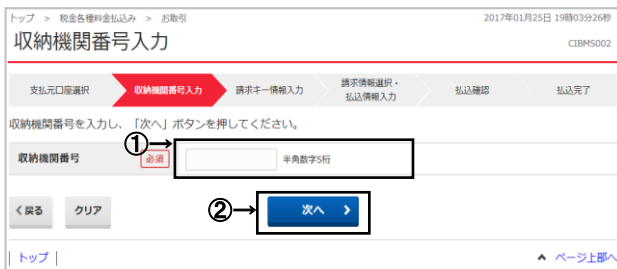 トップ > 税金各種料金払込み > お取引
2017年01月25日 19時03分26秒
収納機関番号入力
CIBMS002
支払元口座選択
収納機関番号入力
請求キー情報入力
請求情報選択・
払込情報入力
払込確認
払込完了
収納機関番号を入力し、「次へ」ボタンを押してください。
①→
収納機関番号
必須
半角数字5桁
②→
<戻る
クリア
次へ >
| トップ |
ページ上部へ